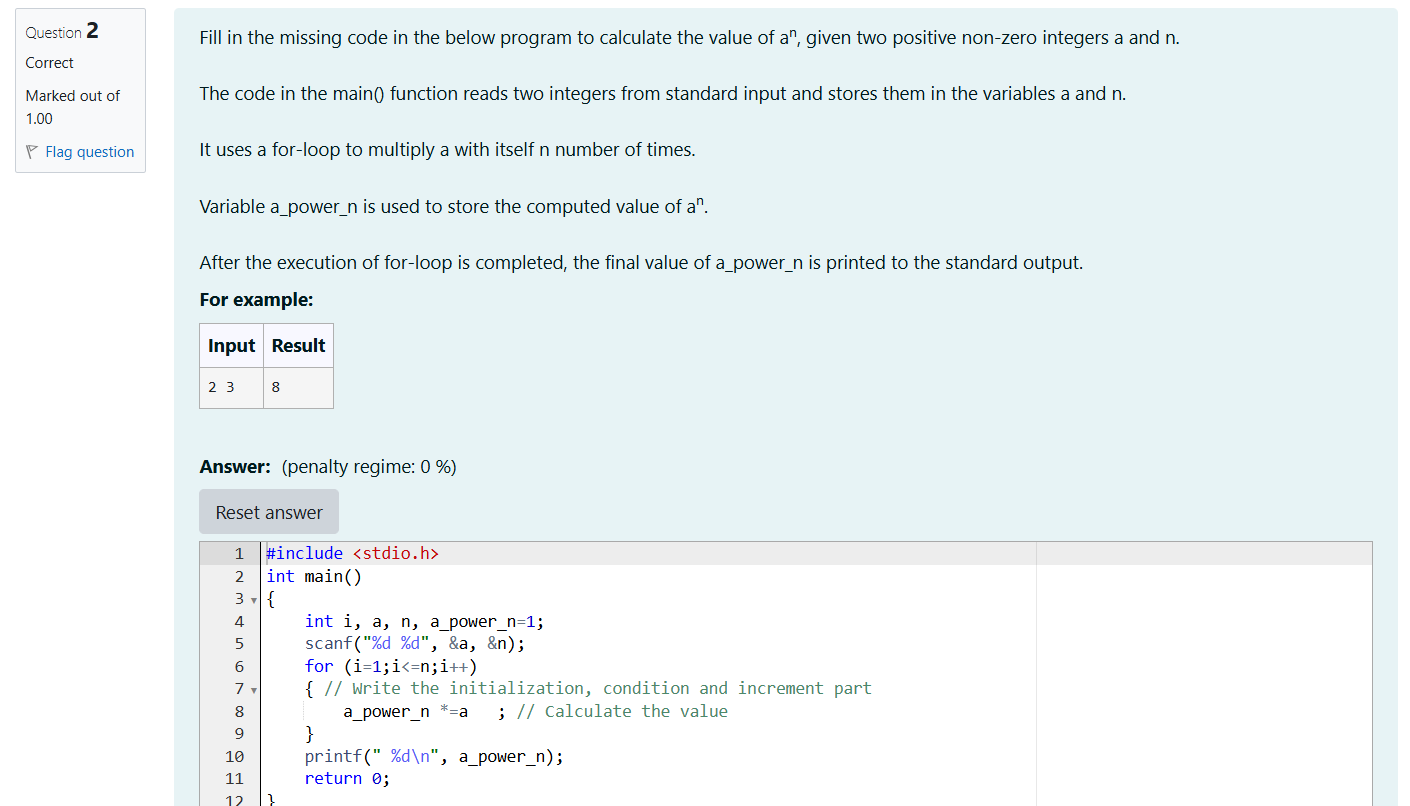 Question 2
Correct
Marked out of
1.00
Flag question
Fill in the missing code in the below program to calculate the value of aⁿ, given two positive non-zero integers a and n.
The code in the main() function reads two integers from standard input and stores them in the variables a and n.
It uses a for-loop to multiply a with itself n number of times.
Variable a_power_n is used to store the computed value of aⁿ.
After the execution of for-loop is completed, the final value of a_power_n is printed to the standard output.
For example:
Input Result
2 3 8
Answer: (penalty regime: 0 %)
Reset answer
1 #include <stdio.h>
2 int main()
3 {
4 int i, a, n, a_power_n=1;
5 scanf("%d %d", &a, &n);
6 for (i=1;i<=n;i++)
7 { // Write the initialization, condition and increment part
8 a_power_n *=a ; // Calculate the value
9 }
10 printf(" %d\n", a_power_n);
11 return 0;
12 }